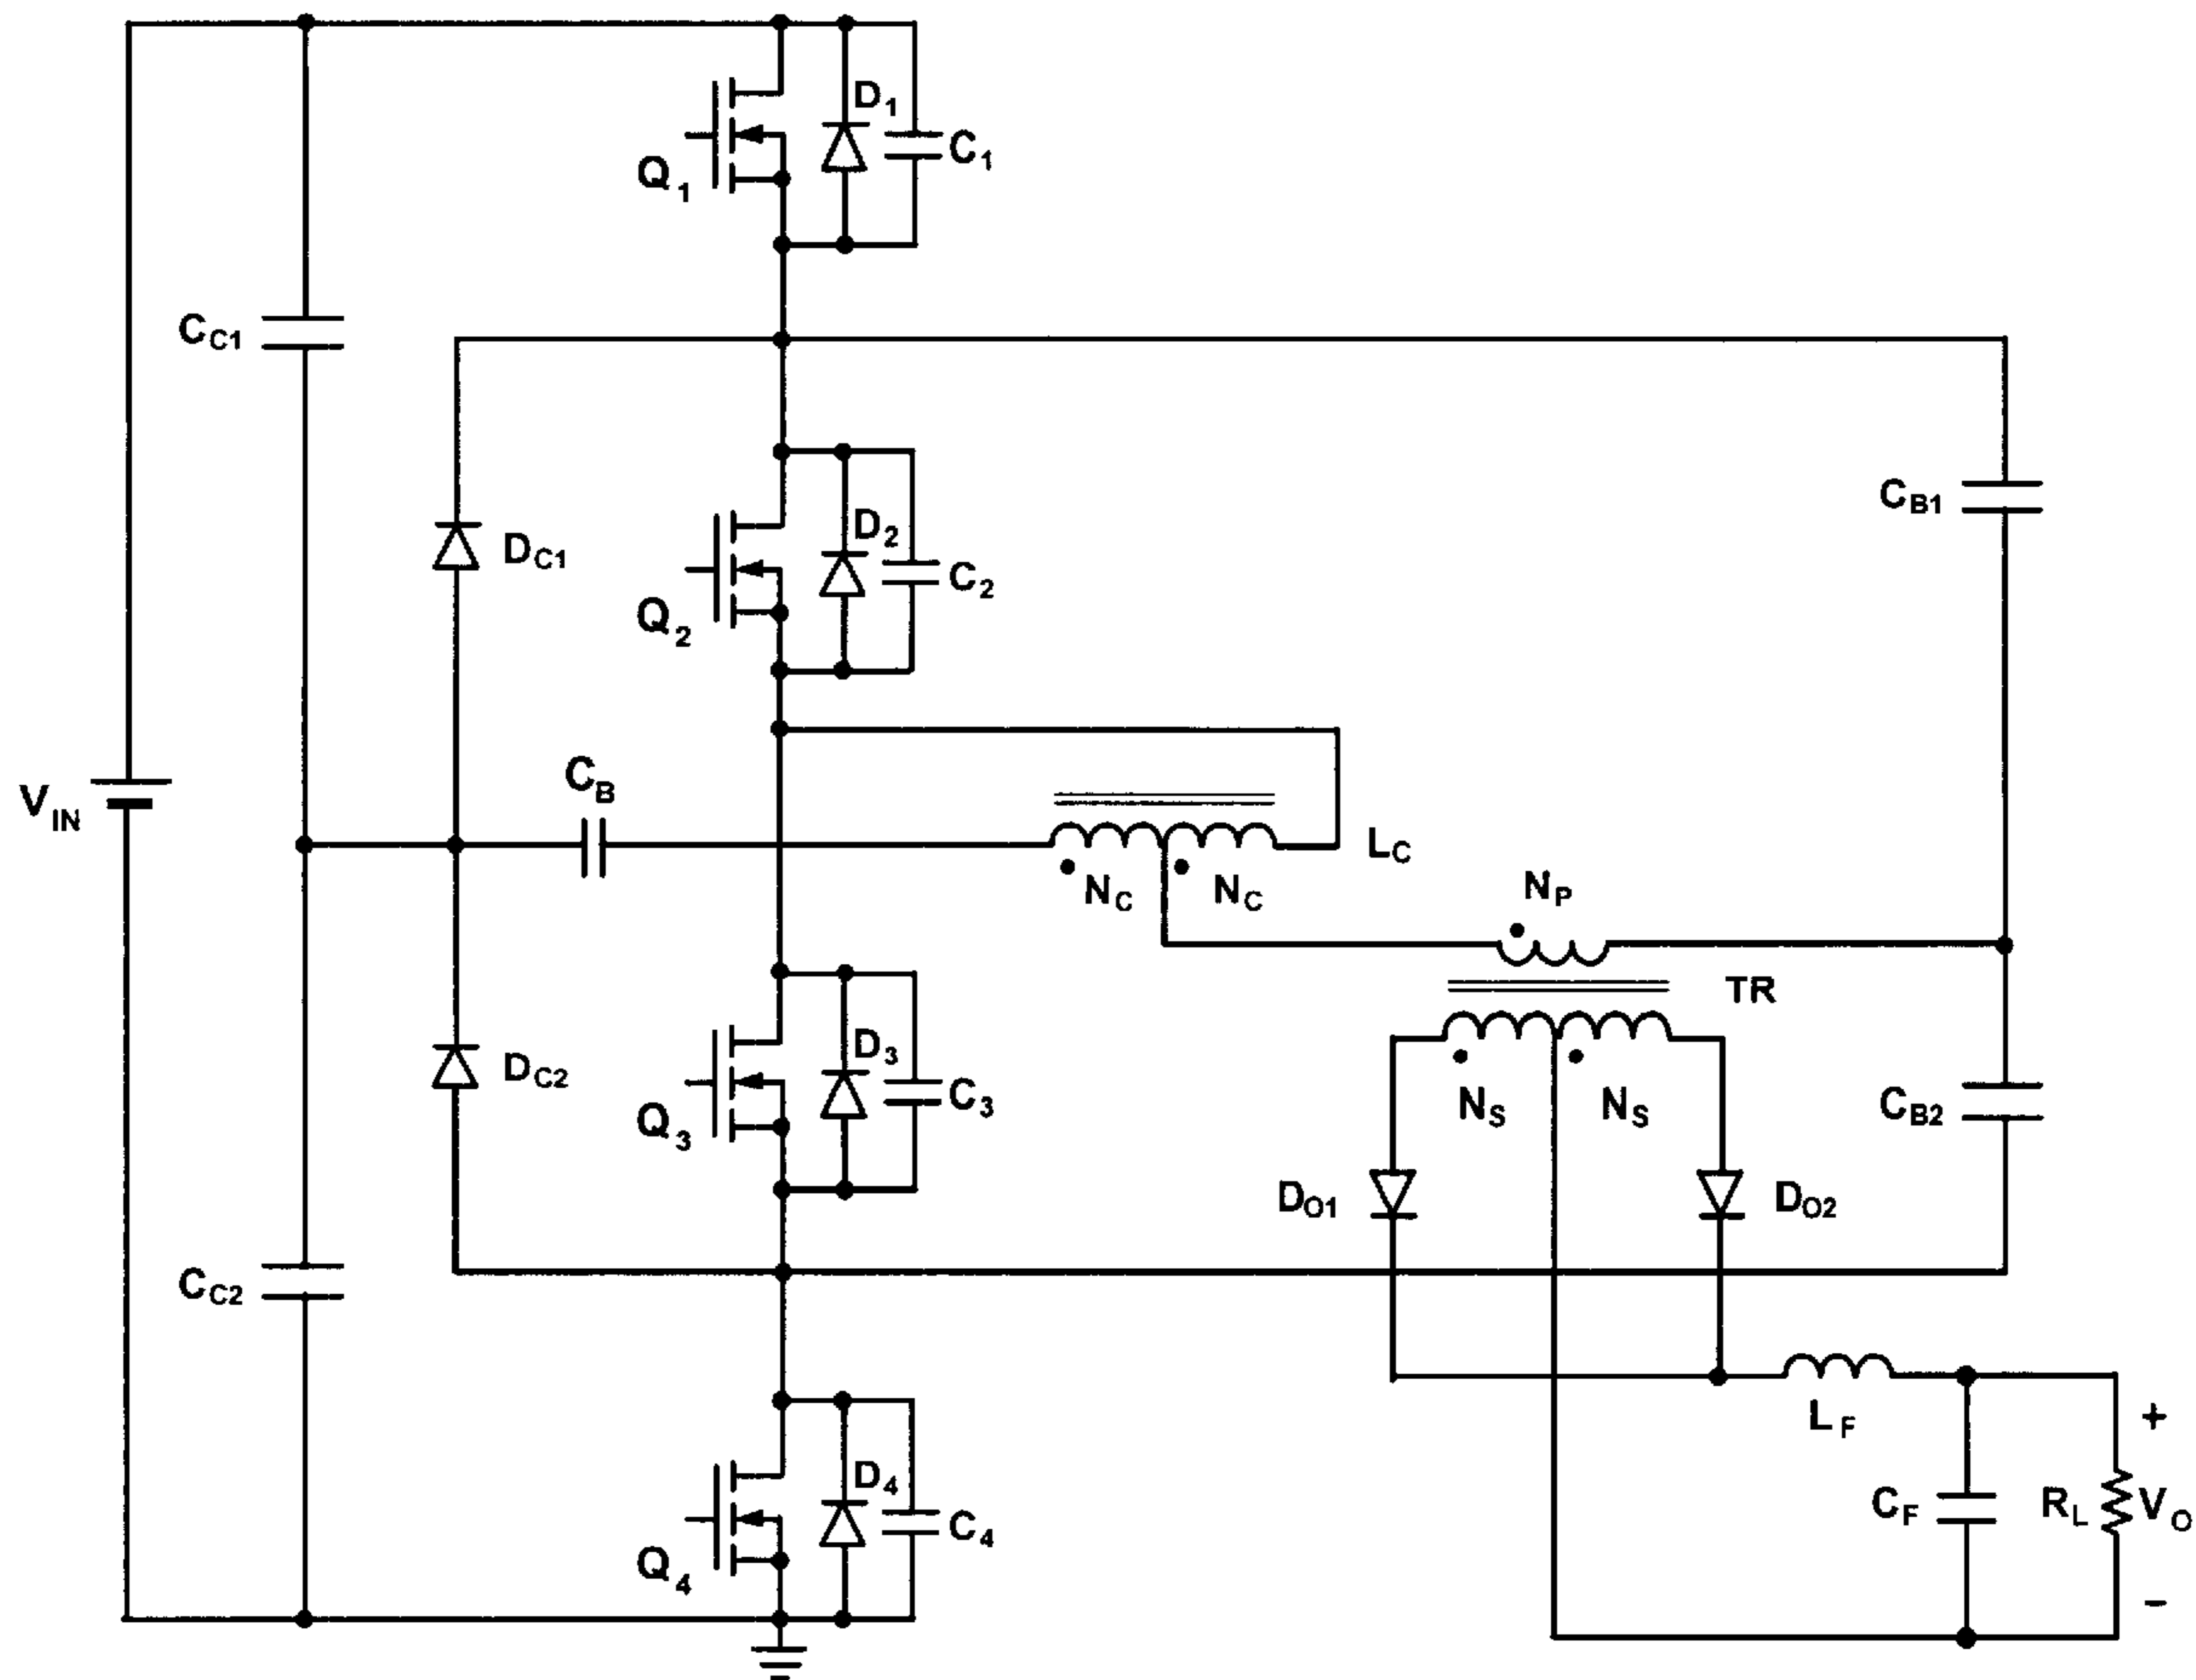 D1
C1
Q1
CC1
CB1
DC1
D2
C2
Q2
VIN
CB
LC
NC NC
NP
TR
DC2
D3
C3
Q3
NS NS
CB2
DO1 DO2
CC2
LF
+
D4
C4
Q4
CF RL VO
−